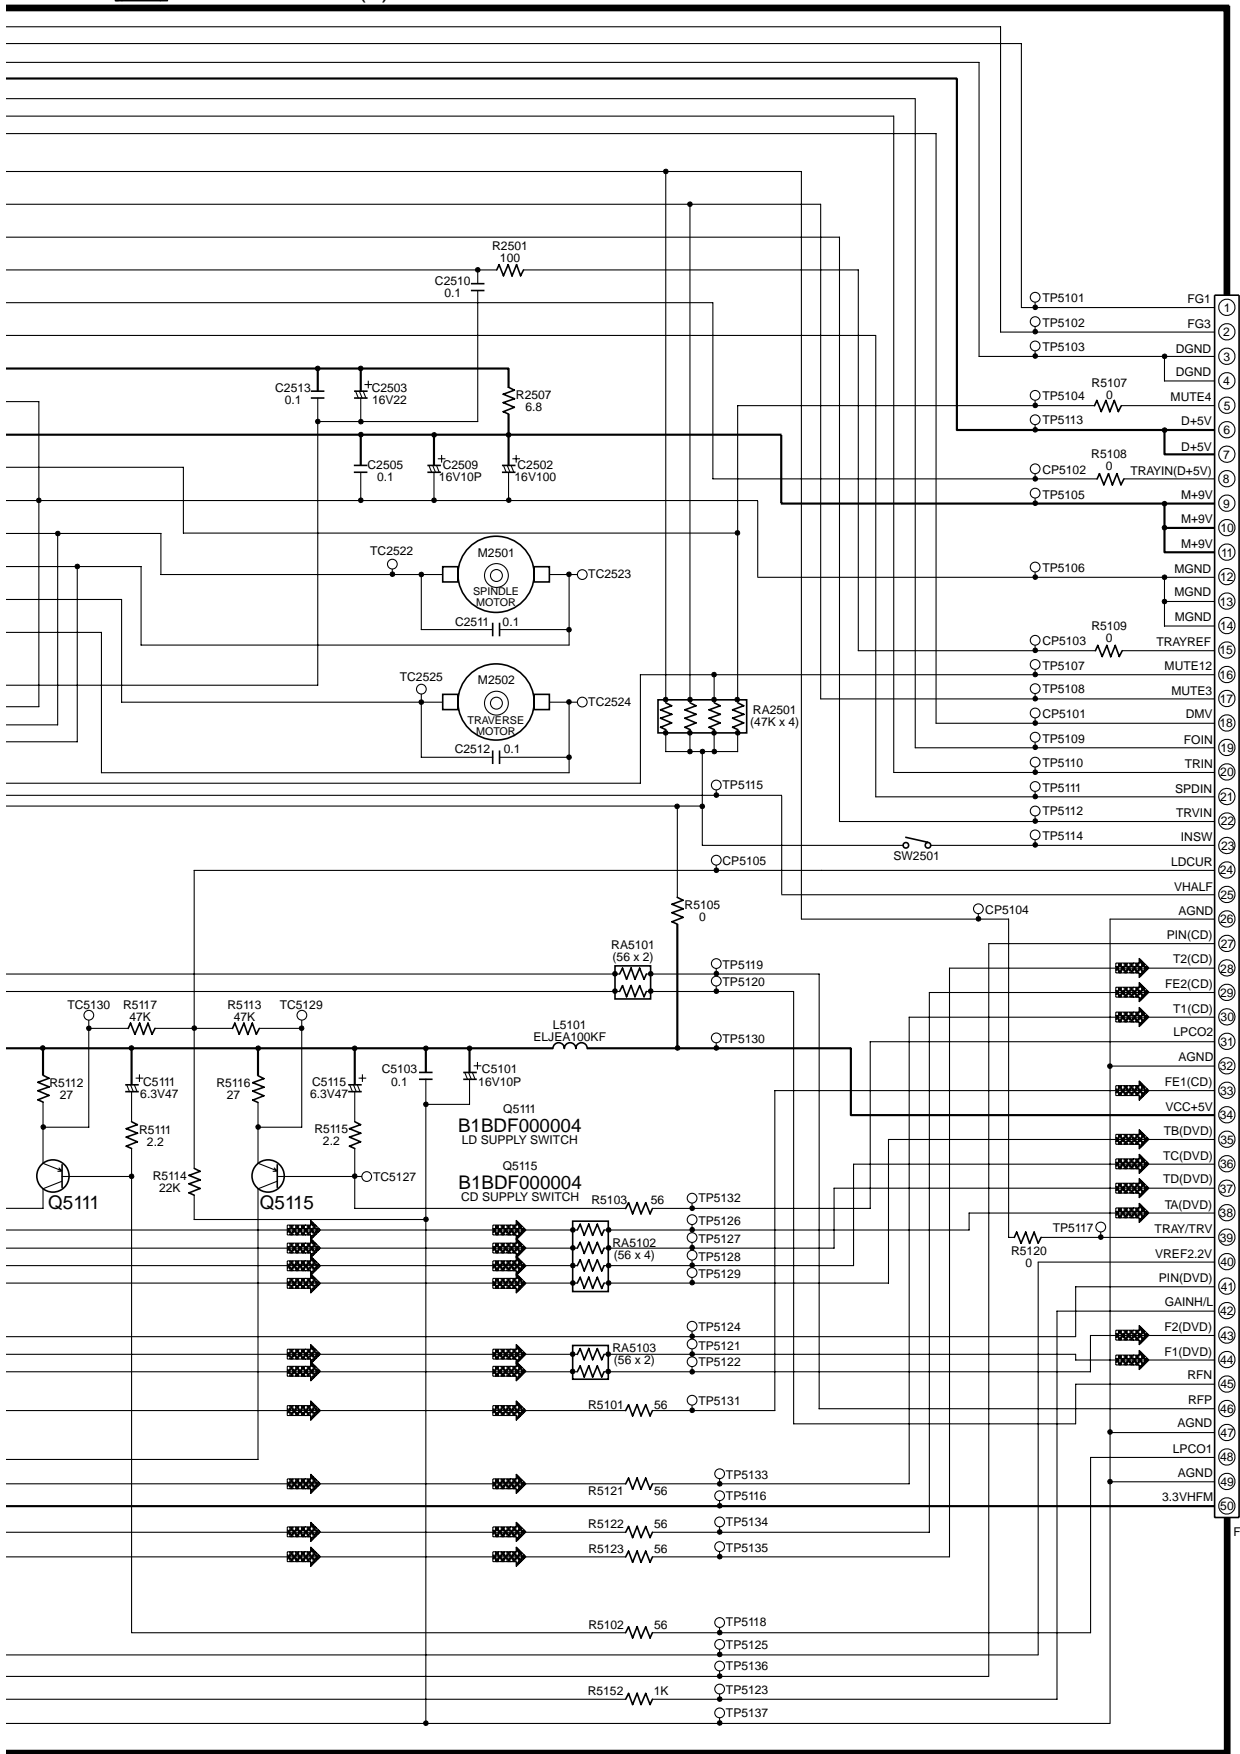 R2501
100
C2510
0.1
TP5101
FG1
1
TP5102
FG3
2
TP5103
DGND
3
DGND
4
C2513
0.1
+
C2503
16V22
R2507
6.8
TP5104
R5107
0
MUTE4
5
TP5113
D+5V
6
D+5V
7
C2505
0.1
+
C2509
16V10P
+
C2502
16V100
CP5102
R5108
0
TRAYIN(D+5V)
8
TP5105
M+9V
9
M+9V
10
M+9V
11
TC2522
M2501
SPINDLE
MOTOR
TC2523
C2511
0.1
TP5106
MGND
12
MGND
13
MGND
14
CP5103
R5109
0
TRAYREF
15
TC2525
M2502
TRAVERSE
MOTOR
TC2524
C2512
0.1
RA2501
(47K x 4)
TP5107
MUTE12
16
TP5108
MUTE3
17
CP5101
DMV
18
TP5109
FOIN
19
TP5110
TRIN
20
TP5115
TP5111
SPDIN
21
TP5112
TRVIN
22
SW2501
TP5114
INSW
23
CP5105
LDCUR
24
VHALF
25
R5105
0
CP5104
AGND
26
PIN(CD)
27
RA5101
(56 x 2)
TP5119
TP5120
T2(CD)
28
FE2(CD)
29
T1(CD)
30
TC5130
R5117
47K
R5113
47K
TC5129
L5101
ELJEA100KF
TP5130
LPCO2
31
AGND
32
FE1(CD)
33
VCC+5V
34
R5112
27
+
C5111
6.3V47
R5116
27
C5115
6.3V47
+
C5103
0.1
+
C5101
16V10P
R5111
2.2
R5115
2.2
Q5111
B1BDF000004
LD SUPPLY SWITCH
TB(DVD)
35
Q5111
R5114
22K
Q5115
TC5127
Q5115
B1BDF000004
CD SUPPLY SWITCH
TC(DVD)
36
TD(DVD)
37
R5103
56
TP5132
TA(DVD)
38
RA5102
(56 x 4)
TP5126
TP5127
TP5128
TP5129
TP5117
TRAY/TRV
39
R5120
0
VREF2.2V
40
PIN(DVD)
41
GAINH/L
42
TP5124
F2(DVD)
43
RA5103
(56 x 2)
TP5121
TP5122
F1(DVD)
44
RFN
45
R5101
56
TP5131
RFP
46
AGND
47
LPCO1
48
R5121
56
TP5133
AGND
49
TP5116
3.3VHFM
50
R5122
56
TP5134
F
R5123
56
TP5135
R5102
56
TP5118
TP5125
TP5136
R5152
1K
TP5123
TP5137